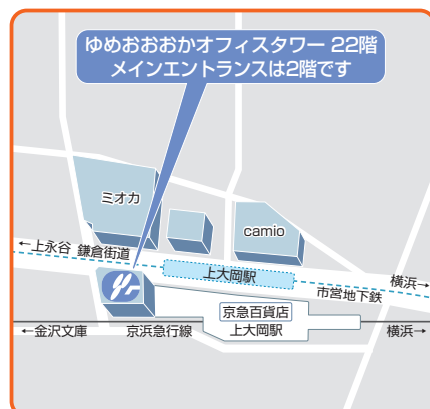 ゆめおおおかオフィスタワー 22階
メインエントランスは2階です
ミオカ
camio
←上永谷 鎌倉街道
上大岡駅
横浜→
市営地下鉄
京急百貨店
上大岡駅
←金沢文庫 京浜急行線
横浜→